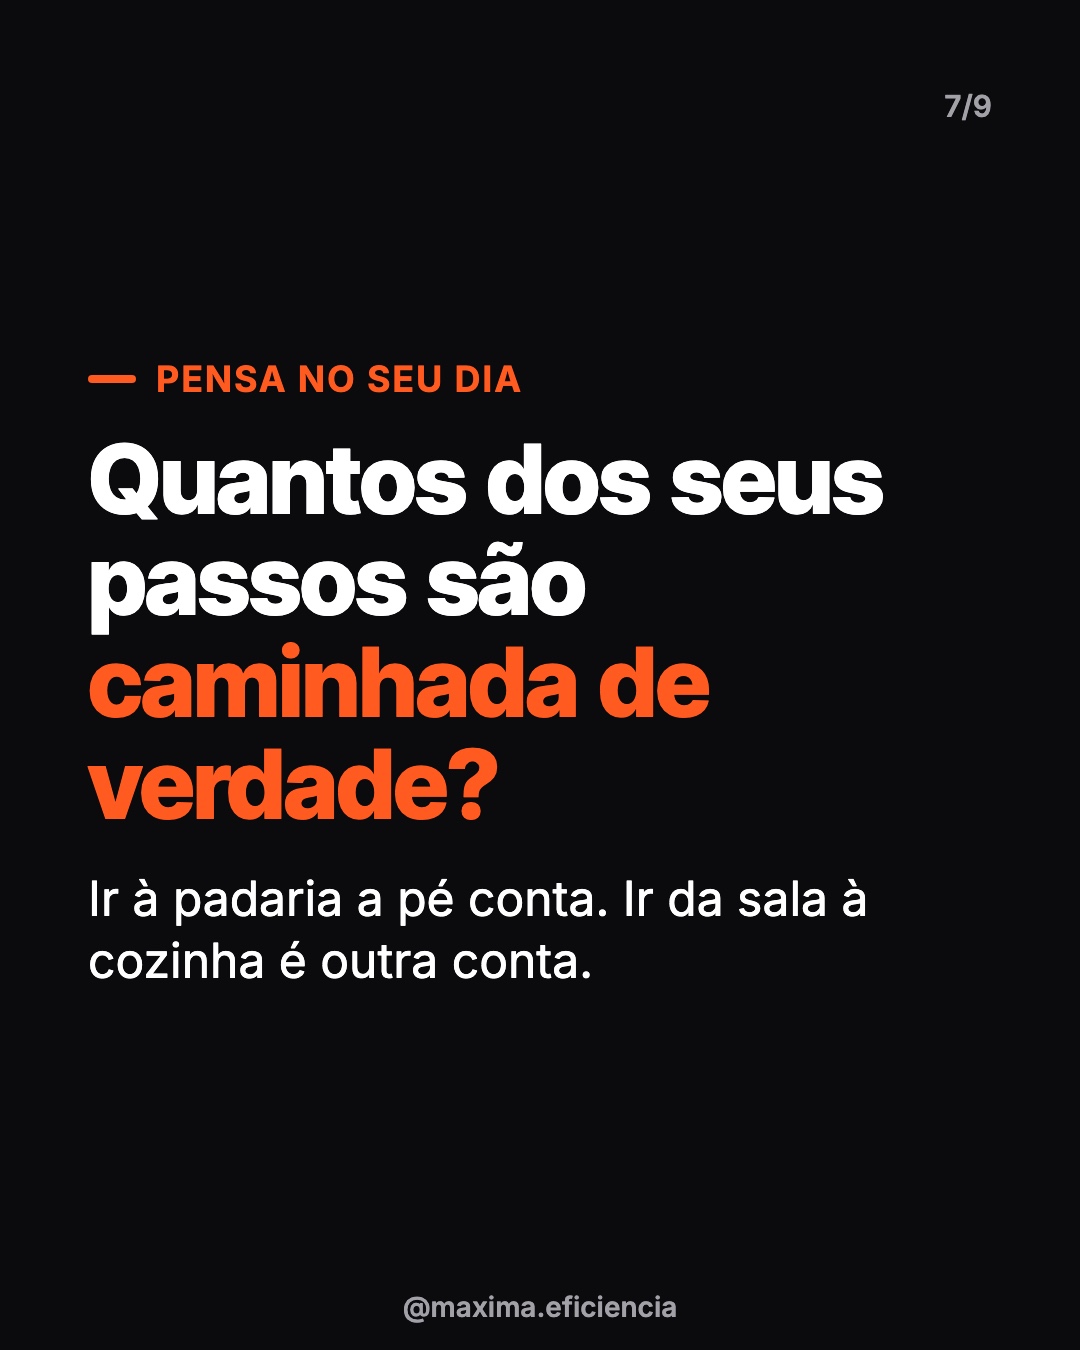 7/9
PENSA NO SEU DIA
Quantos dos seus
passos são
caminhada de
verdade?
Ir à padaria a pé conta. Ir da sala à
cozinha é outra conta.
@maxima.eficiencia